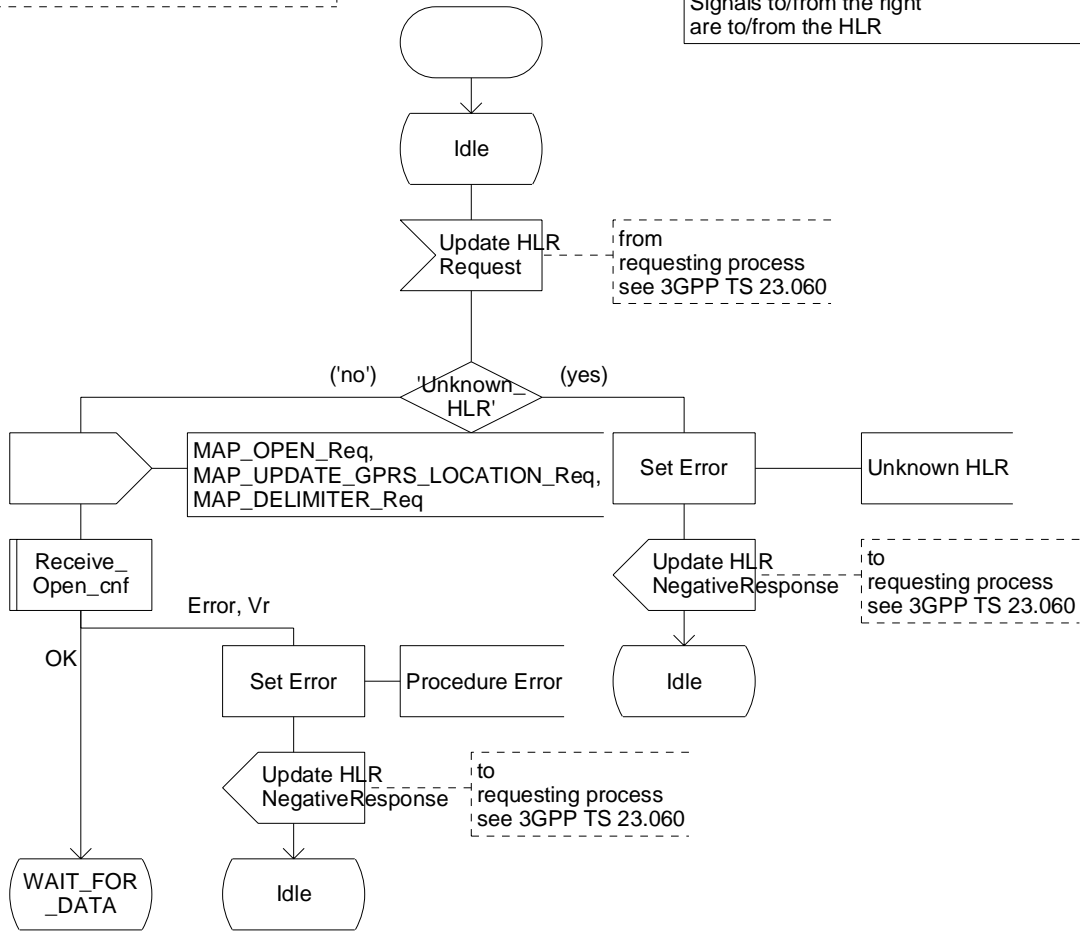 Signals to/from the right
are to/from the HLR
Idle
Update HLR
Request
from
requesting process
see 3GPP TS 23.060
('no')
'Unknown_
HLR'
(yes)
MAP_OPEN_Req,
MAP_UPDATE_GPRS_LOCATION_Req,
MAP_DELIMITER_Req
Set Error
Unknown HLR
Receive_
Open_cnf
Update HLR
NegativeResponse
to
requesting process
see 3GPP TS 23.060
Error, Vr
OK
Set Error
Procedure Error
Idle
Update HLR
NegativeResponse
to
requesting process
see 3GPP TS 23.060
WAIT_FOR
_DATA
Idle